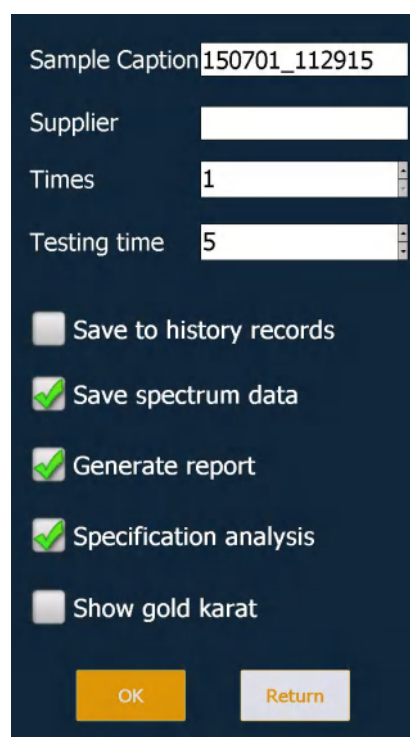 Sample Caption 150701_112915
Supplier
Times 1
Testing time 5
Save to history records
Save spectrum data
Generate report
Specification analysis
Show gold karat
OK Return